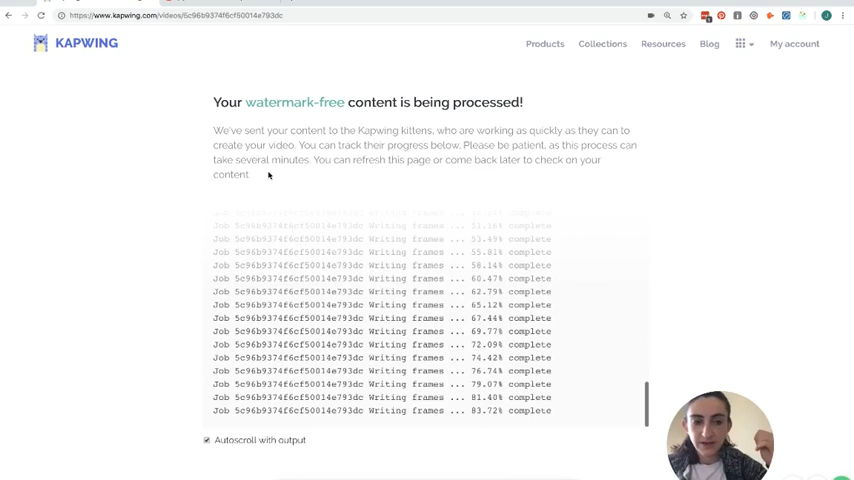 https://www.kapwing.com/videos/5c96b9374f6cf50014e793dc
KAPWING
Products Collections Resources Blog My account
J
Your watermark-free content is being processed!
We've sent your content to the Kapwing kittens, who are working as quickly as they can to
create your video. You can track their progress below. Please be patient, as this process can
take several minutes. You can refresh this page or come back later to check on your
content
Job 5c96b9374f6cf50014e793dc Writing frames ... 51.16% complete
Job 5c96b9374f6cf50014e793dc Writing frames ... 53.49% complete
Job 5c96b9374f6cf50014e793dc Writing frames ... 55.81% complete
Job 5c96b9374f6cf50014e793dc Writing frames ... 58.14% complete
Job 5c96b9374f6cf50014e793dc Writing frames ... 60.47% complete
Job 5c96b9374f6cf50014e793dc Writing frames ... 62.79% complete
Job 5c96b9374f6cf50014e793dc Writing frames ... 65.12% complete
Job 5c96b9374f6cf50014e793dc Writing frames ... 67.44% complete
Job 5c96b9374f6cf50014e793dc Writing frames ... 69.77% complete
Job 5c96b9374f6cf50014e793dc Writing frames ... 72.09% complete
Job 5c96b9374f6cf50014e793dc Writing frames ... 74.42% complete
Job 5c96b9374f6cf50014e793dc Writing frames ... 76.74% complete
Job 5c96b9374f6cf50014e793dc Writing frames ... 79.07% complete
Job 5c96b9374f6cf50014e793dc Writing frames ... 81.40% complete
Job 5c96b9374f6cf50014e793dc Writing frames ... 83.72% complete
Autoscroll with output